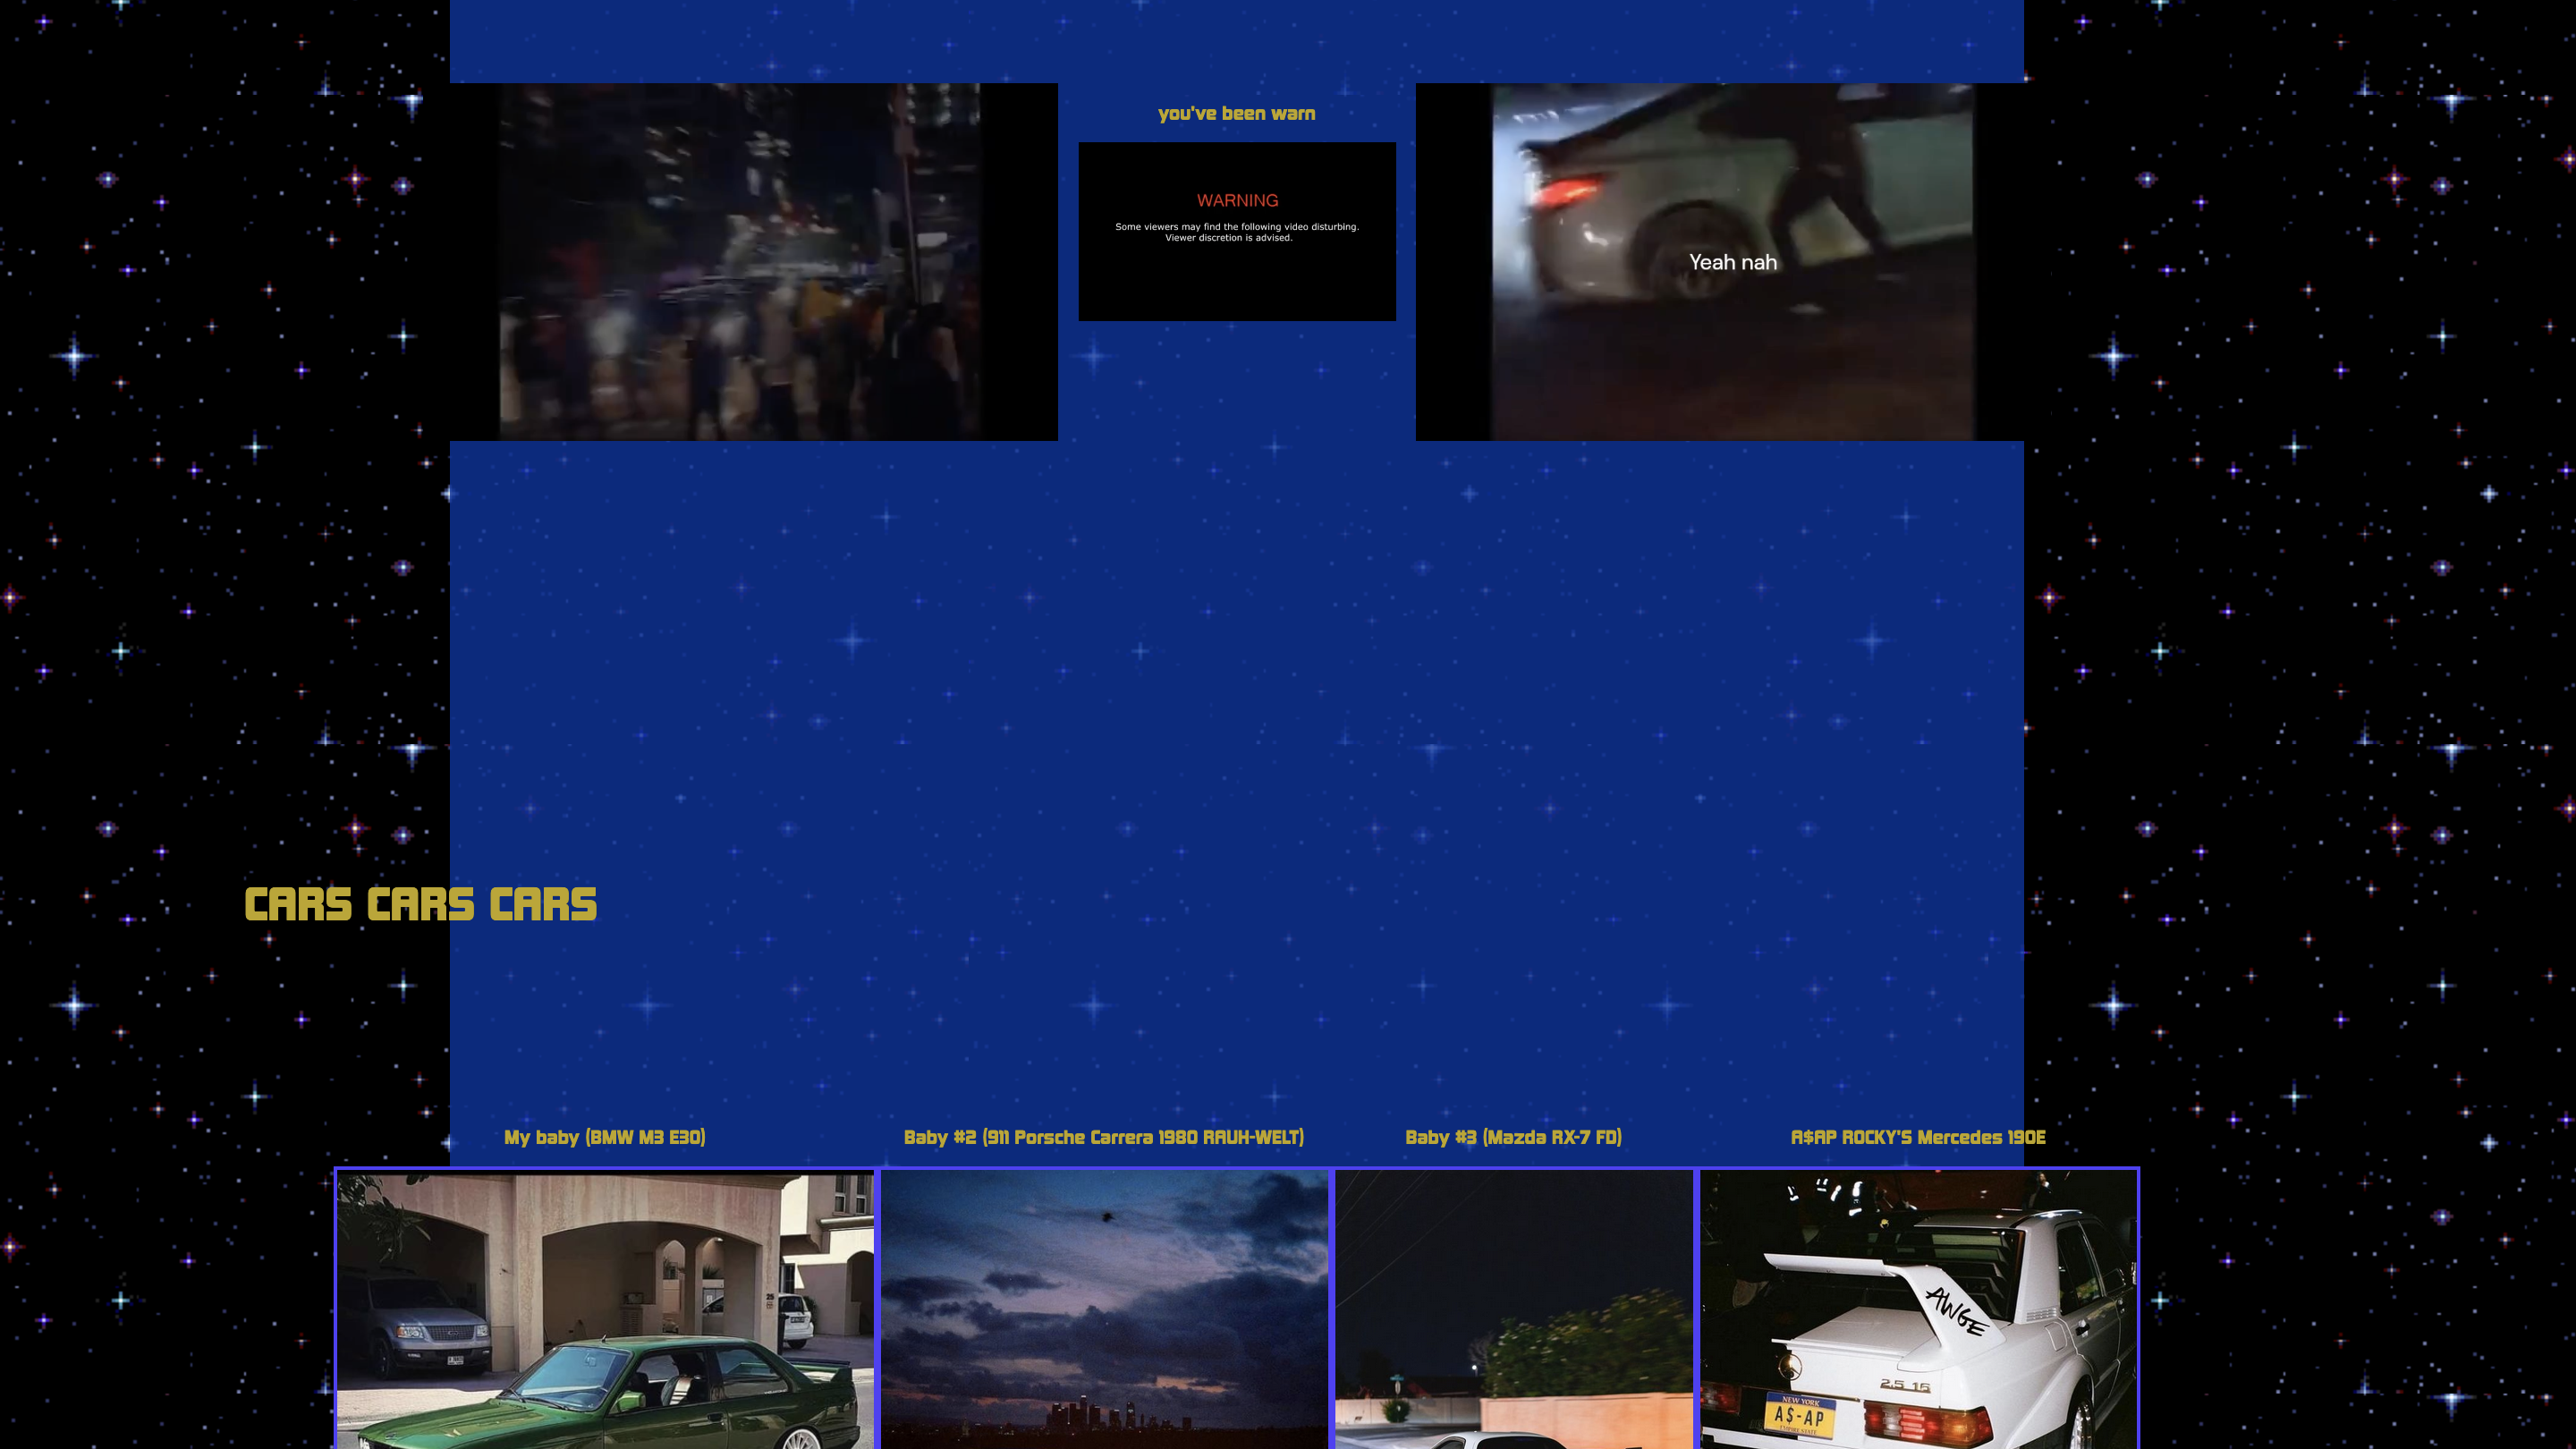 you've been warn
WARNING
Some viewers may find the following video disturbing.
Viewer discretion is advised.
Yeah nah
CARS CARS CARS
My baby (BMW M3 E30)
Baby #2 (911 Porsche Carrera 1980 RAUH-WELT)
Baby #3 (Mazda RX-7 FD)
A$AP ROCKY'S Mercedes 190E
25
AWGE
2.5 16
NEW YORK
A$-AP
EMPIRE STATE